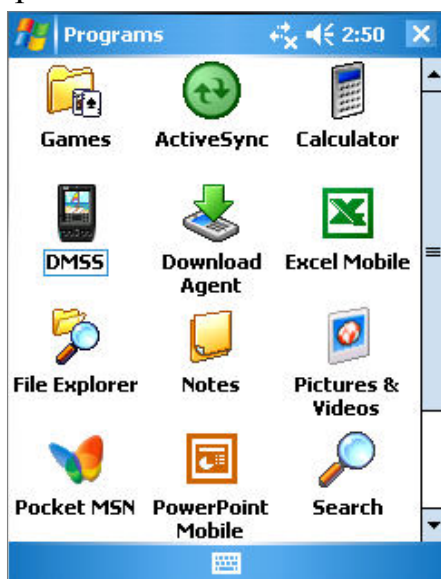 Programs 2:50
Games ActiveSync Calculator
DMSS Download Excel Mobile
Agent
File Explorer Notes Pictures &
Videos
Pocket MSN PowerPoint Search
Mobile